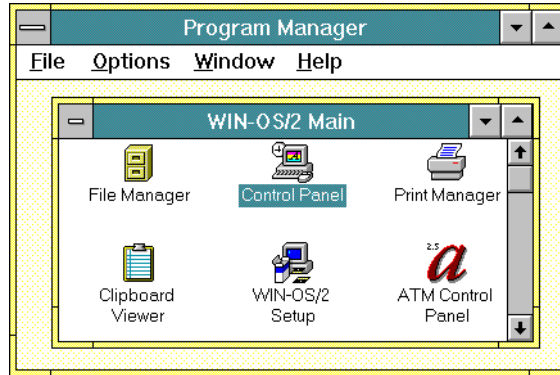 Program Manager
File Options Window Help
WIN-OS/2 Main
File Manager Control Panel Print Manager
2.5 a
Clipboard WIN-OS/2 ATM Control
Viewer Setup Panel